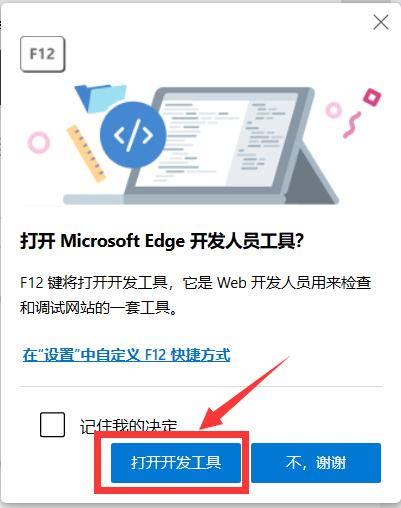 F12
打开 Microsoft Edge 开发人员工具?
F12 键将打开开发工具，它是 Web 开发人员用来检查
和调试网站的一套工具。
在“设置”中自定义 F12 快捷方式
记住我的决定
打开开发工具
不，谢谢